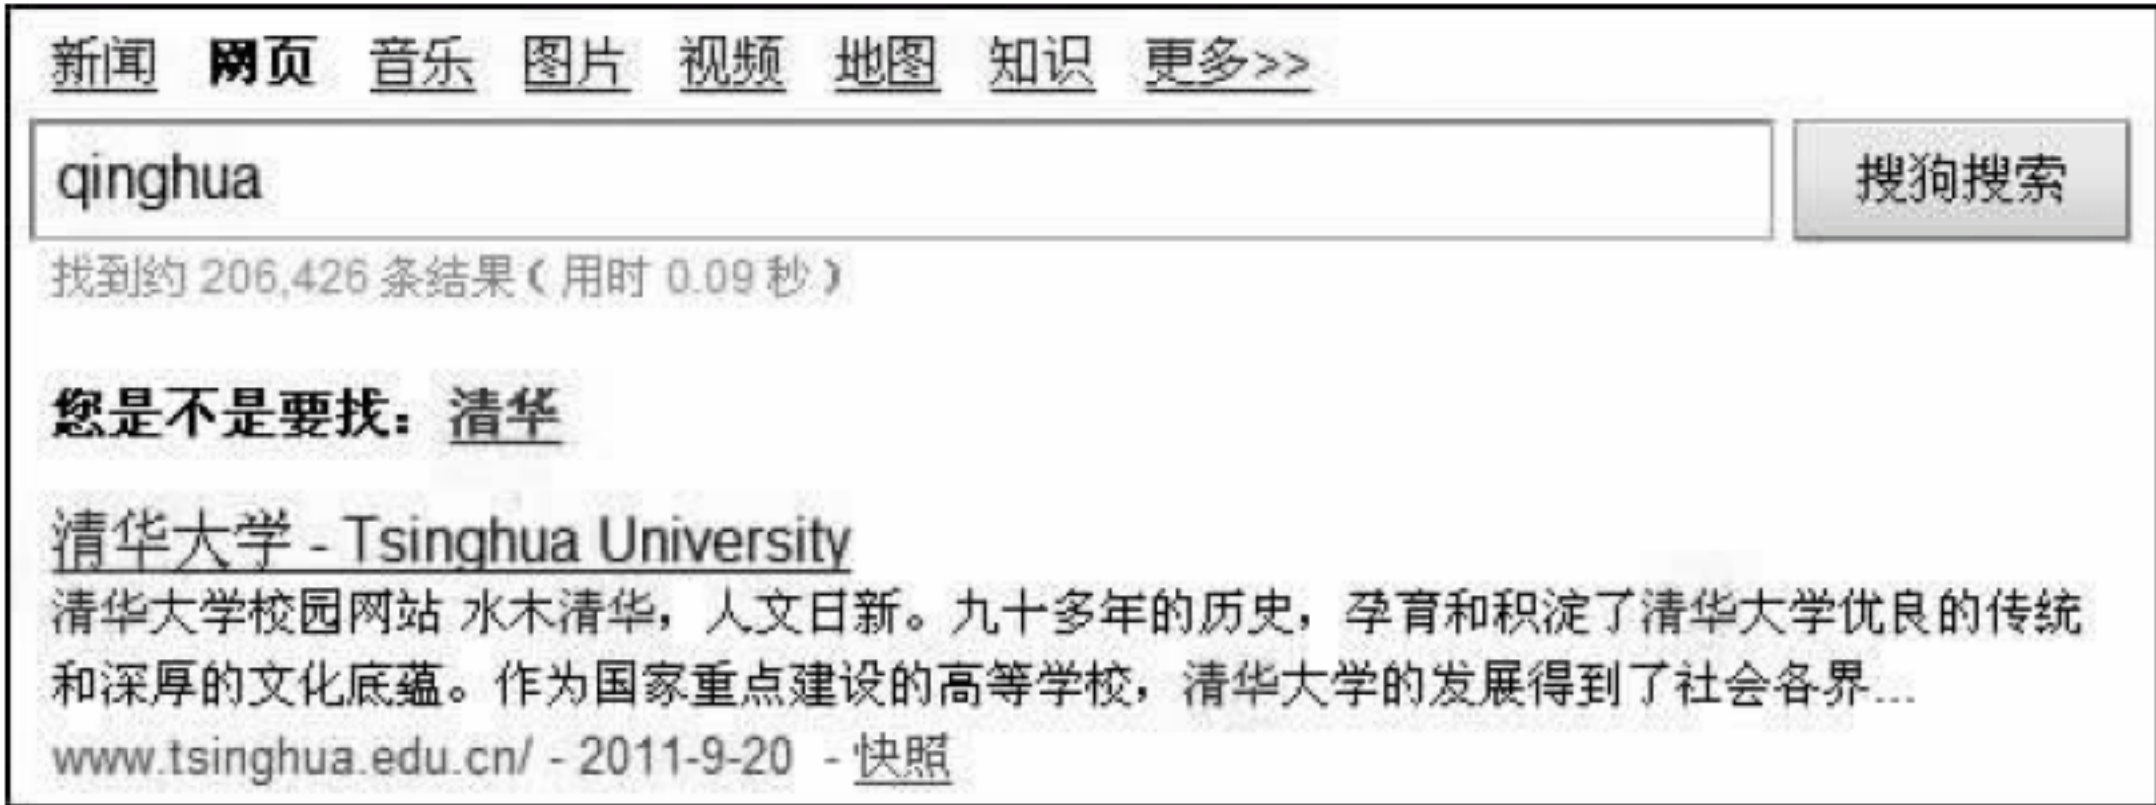 新闻 网页 音乐 图片 视频 地图 知识 更多>>
qinghua 搜狗搜索
找到约 206,426 条结果（用时 0.09 秒）
您是不是要找：清华
清华大学 - Tsinghua University
清华大学校园网站 水木清华，人文日新。九十多年的历史，孕育和积淀了清华大学优良的传统
和深厚的文化底蕴。作为国家重点建设的高等学校，清华大学的发展得到了社会各界...
www.tsinghua.edu.cn/ - 2011-9-20 - 快照